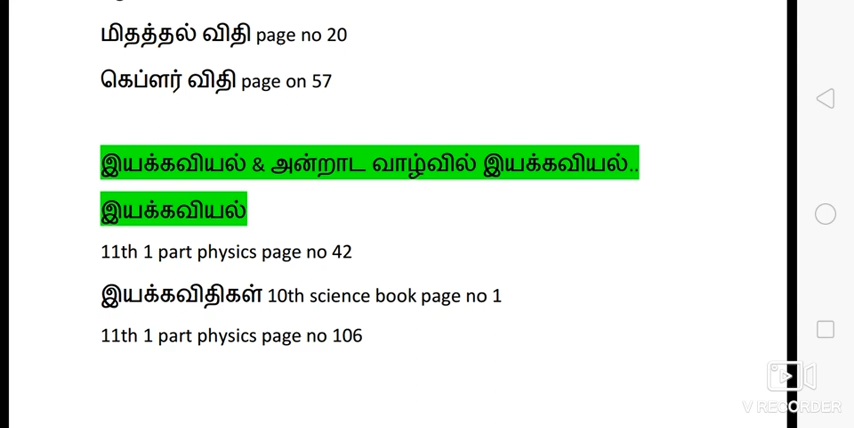 மிதத்தல் விதி page no 20
கெப்ளர் விதி page on 57
இயக்கவியல் & அன்றாட வாழ்வில் இயக்கவியல்..
இயக்கவியல்
11th 1 part physics page no 42
இயக்கவிதிகள் 10th science book page no 1
11th 1 part physics page no 106
V RECORDER